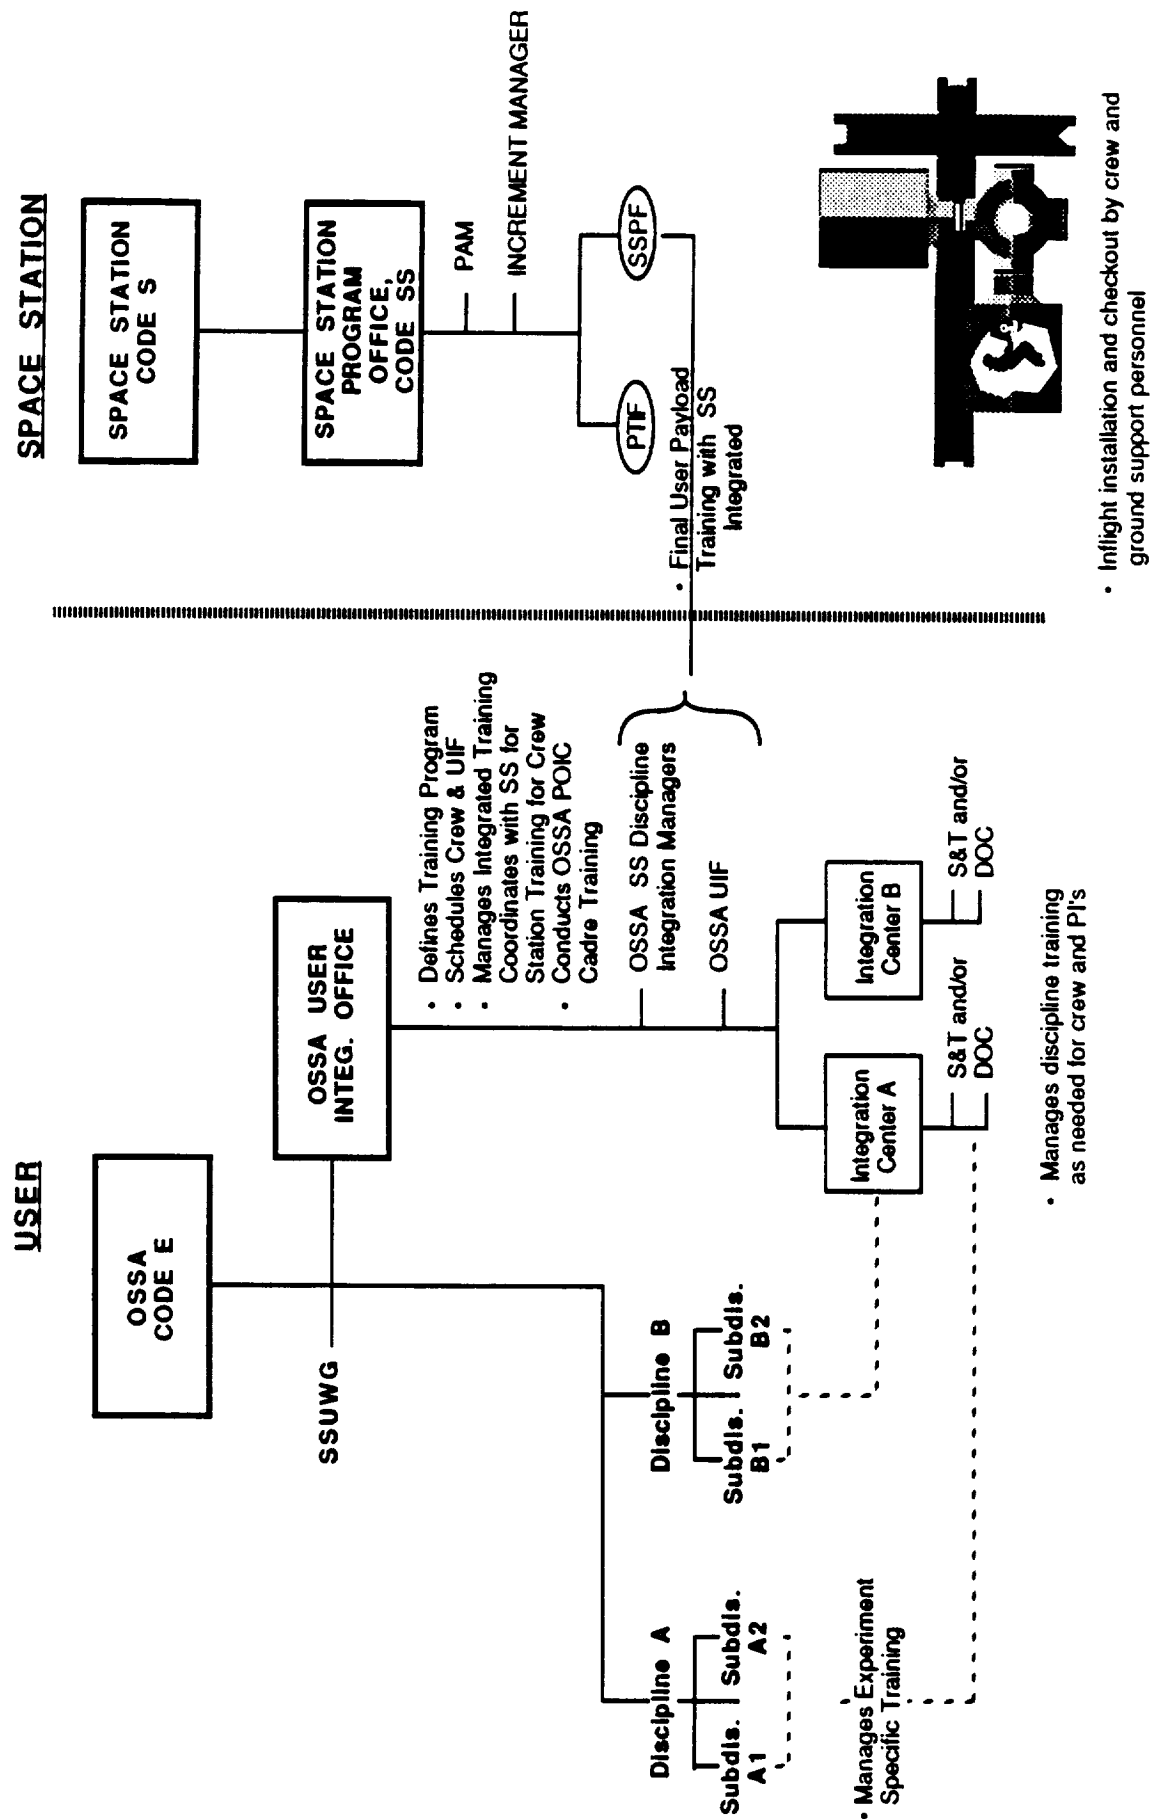 USER
SPACE STATION
OSSA
CODE E
SPACE STATION
CODE S
SSUWG
OSSA USER
INTEG. OFFICE
SPACE STATION
PROGRAM
OFFICE,
CODE SS
• Defines Training Program
• Schedules Crew & UIF
• Manages Integrated Training
Coordinates with SS for
Station Training for Crew
• Conducts OSSA POIC
Cadre Training
PAM
INCREMENT MANAGER
OSSA SS Discipline
Integration Managers
OSSA UIF
PTIF
SSPF
• Final User Payload
Training with SS
Integrated
Discipline A
Subdis.
A1
Subdis.
A2
Discipline B
Subdis.
B1
Subdis.
B2
Integration
Center A
Integration
Center B
S&T and/or
DOC
S&T and/or
DOC
• Manages Experiment
Specific Training
• Manages discipline training
as needed for crew and PI's
• Inflight installation and checkout by crew and
ground support personnel